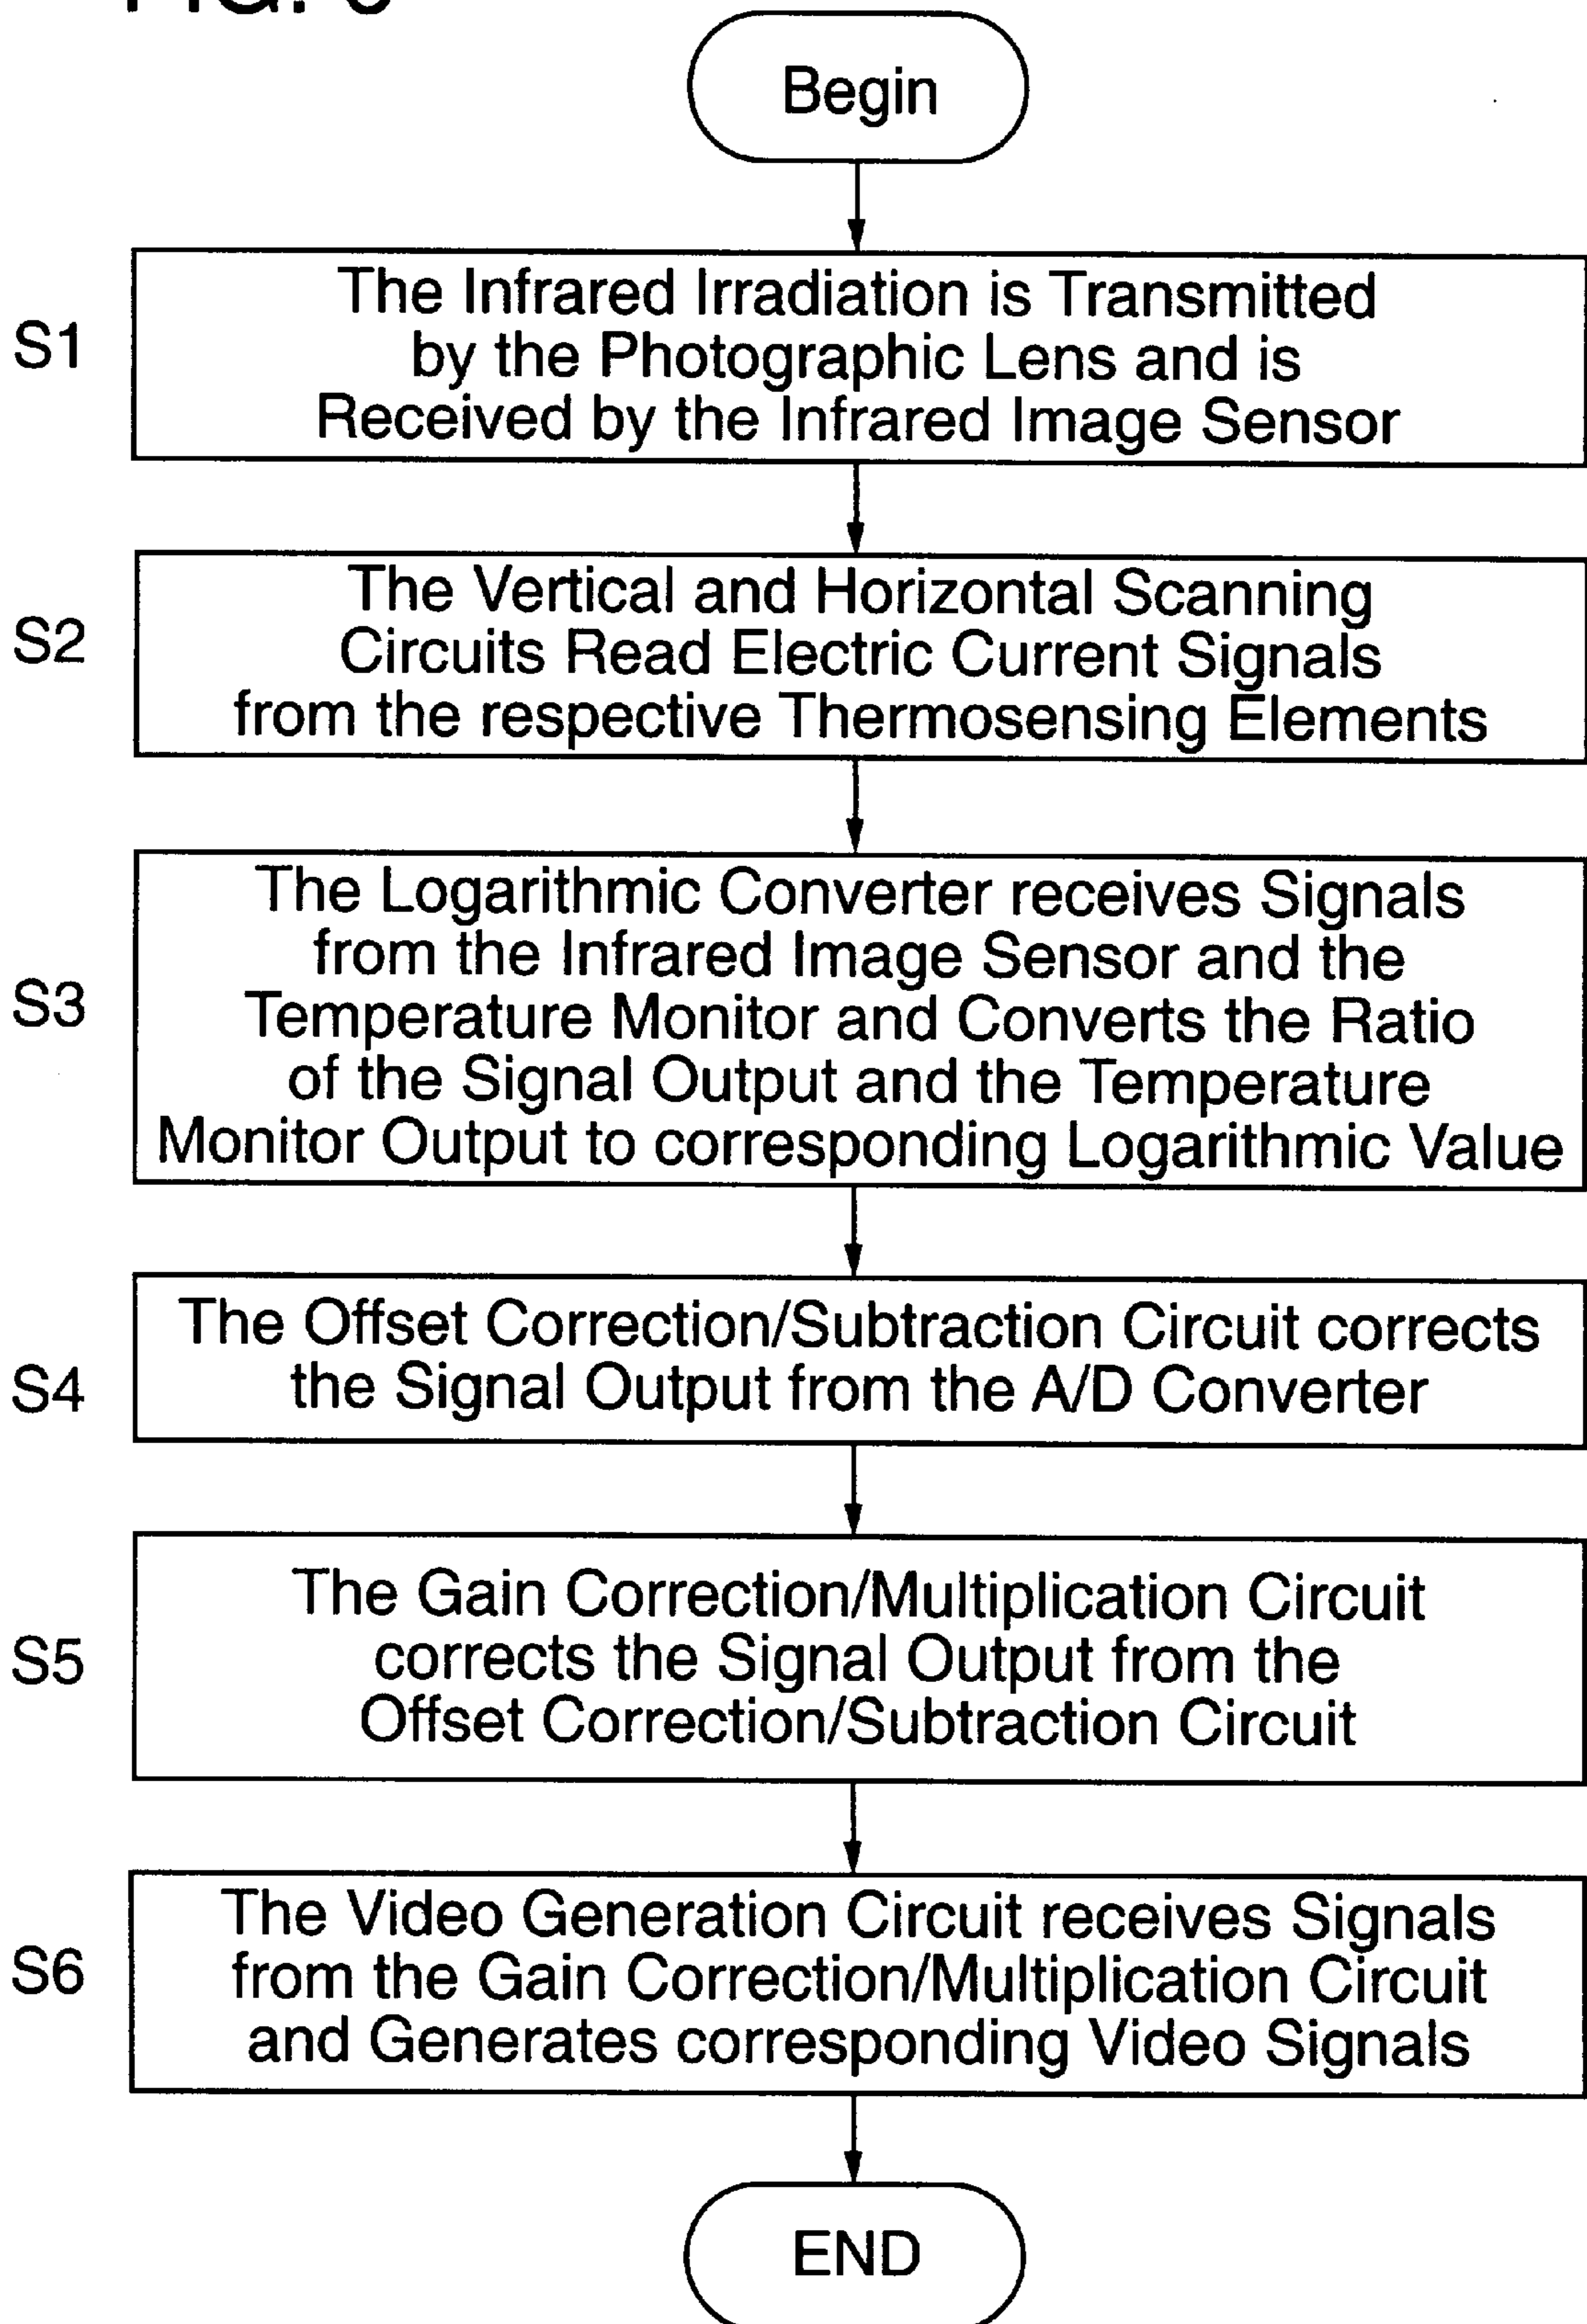 FIG.
Begin
S1
The Infrared Irradiation is Transmitted
by the Photographic Lens and is
Received by the Infrared Image Sensor
S2
The Vertical and Horizontal Scanning
Circuits Read Electric Current Signals
from the respective Thermosensing Elements
S3
The Logarithmic Converter receives Signals
from the Infrared Image Sensor and the
Temperature Monitor and Converts the Ratio
of the Signal Output and the Temperature
Monitor Output to corresponding Logarithmic Value
S4
The Offset Correction/Subtraction Circuit corrects
the Signal Output from the A/D Converter
S5
The Gain Correction/Multiplication Circuit
corrects the Signal Output from the
Offset Correction/Subtraction Circuit
S6
The Video Generation Circuit receives Signals
from the Gain Correction/Multiplication Circuit
and Generates corresponding Video Signals
END